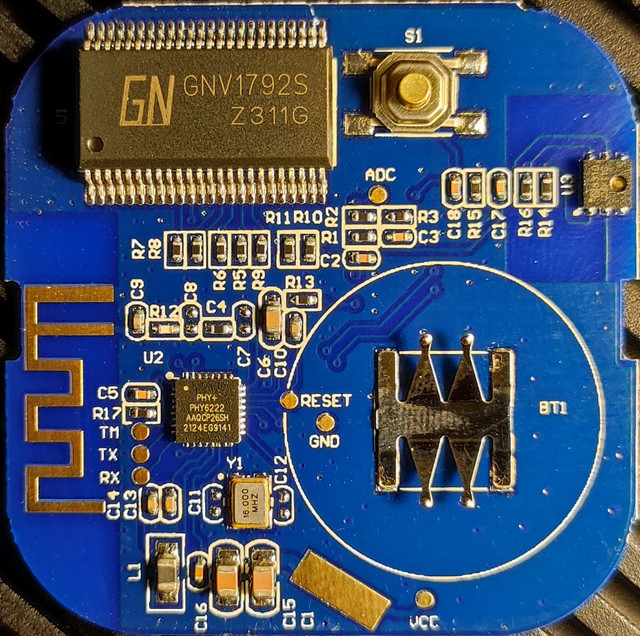 S1
GN GNV1792S
Z311G
5
ADC
U3
R11 R10 R2 R3
R1 C3
C2
C18 R15 C17 R16 R14
R7 R8 R6 R5 R9
R13
C9 R12 C8 C4 C7 C6 C10
U2
C5
R17
TM
TX
RX
PHY+
PHY6222
AAQCP26SH
2124EG9141
RESET
GND
BT1
Y1
C12
C14 C13 C11
16.000
MHZ
L1
C16 C15 C1
VCC